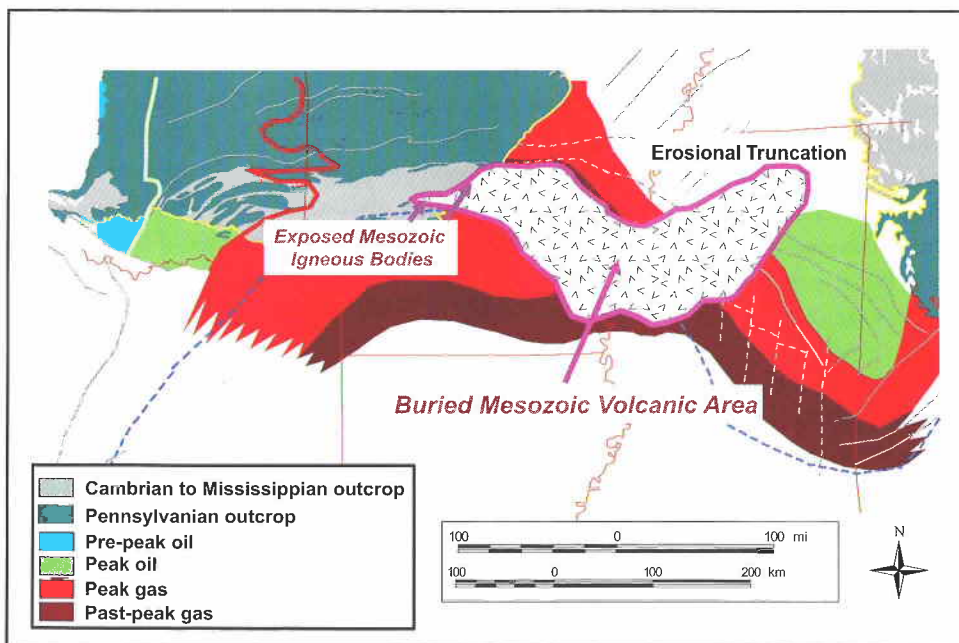 Erosional Truncation
Exposed Mesozoic
Igneous Bodies
Buried Mesozoic Volcanic Area
Cambrian to Mississippian outcrop
Pennsylvanian outcrop
Pre-peak oil
Peak oil
Peak gas
Past-peak gas
100 0 100 mi
100 0 100 200 km
N